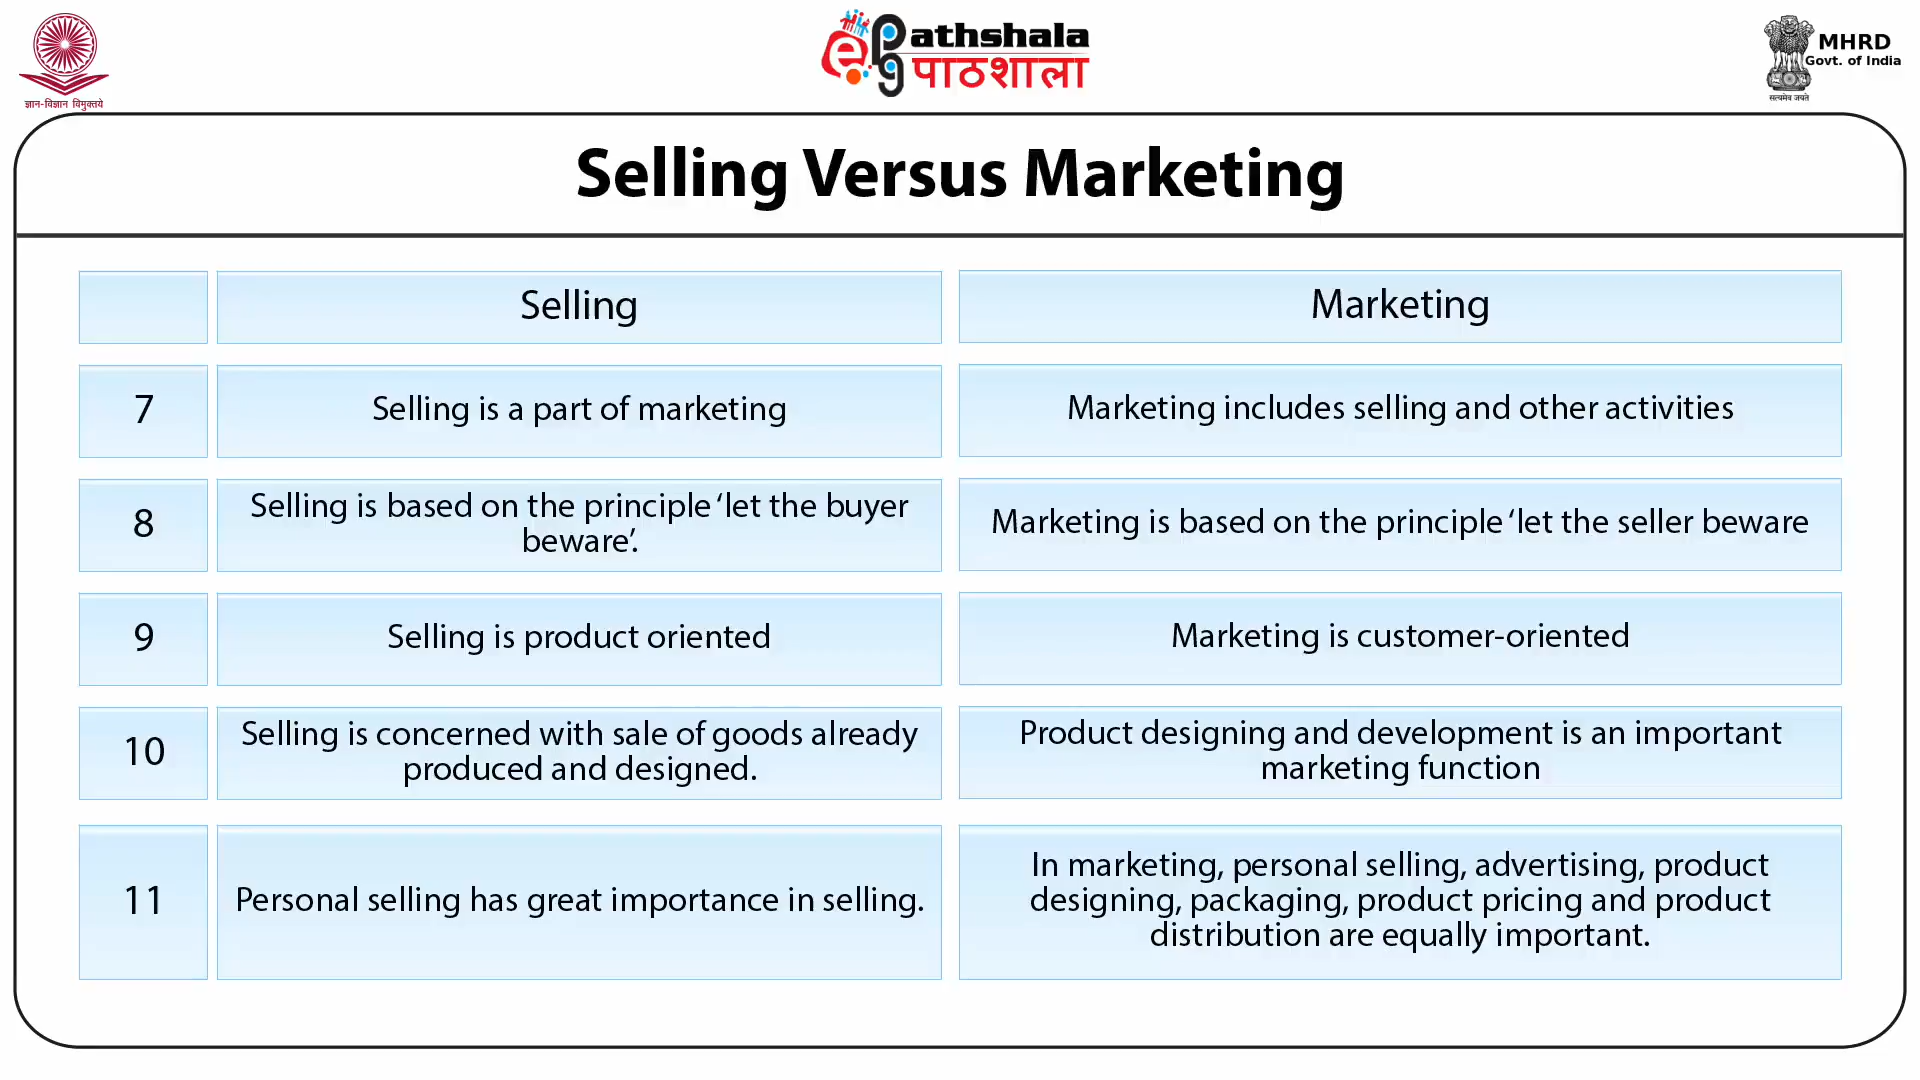 ज्ञान-विज्ञान विमुक्तये
ePathshala
पाठशाला
सत्यमेव जयते
MHRD
Govt. of India
Selling Versus Marketing
Selling
Marketing
7
Selling is a part of marketing
Marketing includes selling and other activities
8
Selling is based on the principle ‘let the buyer
beware’.
Marketing is based on the principle ‘let the seller beware
9
Selling is product oriented
Marketing is customer-oriented
10
Selling is concerned with sale of goods already
produced and designed.
Product designing and development is an important
marketing function
11
Personal selling has great importance in selling.
In marketing, personal selling, advertising, product
designing, packaging, product pricing and product
distribution are equally important.